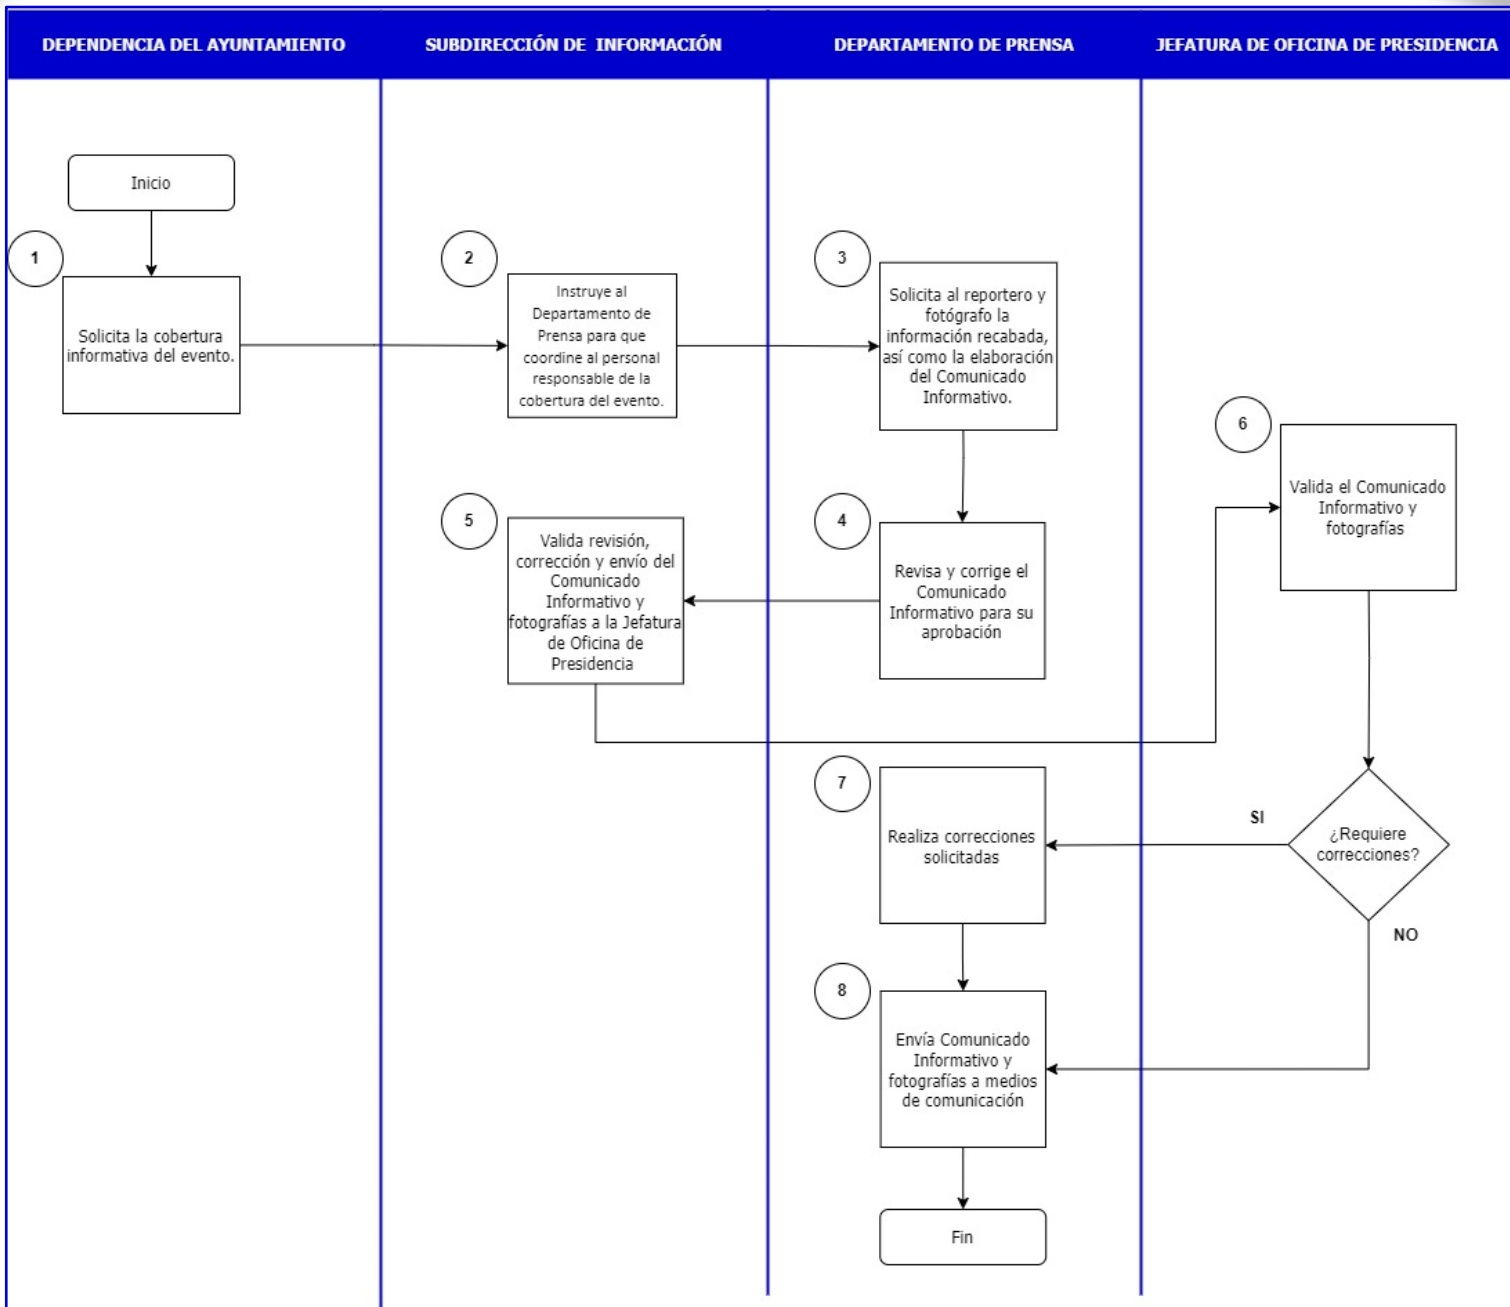 DEPENDENCIA DEL AYUNTAMIENTO
SUBDIRECCIÓN DE INFORMACIÓN
DEPARTAMENTO DE PRENSA
JEFATURA DE OFICINA DE PRESIDENCIA
Inicio
1
Solicita la cobertura
informativa del evento.
2
Instruye al
Departamento de
Prensa para que
coordine al personal
responsable de la
cobertura del evento.
3
Solicita al reportero y
fotógrafo la
información recabada,
así como la elaboración
del Comunicado
Informativo.
4
Revisa y corrige el
Comunicado
Informativo para su
aprobación
5
Valida revisión,
corrección y envío del
Comunicado
Informativo y
fotografías a la Jefatura
de Oficina de
Presidencia
6
Valida el Comunicado
Informativo y
fotografías
¿Requiere
correcciones?
SI
NO
7
Realiza correcciones
solicitadas
8
Envía Comunicado
Informativo y
fotografías a medios
de comunicación
Fin